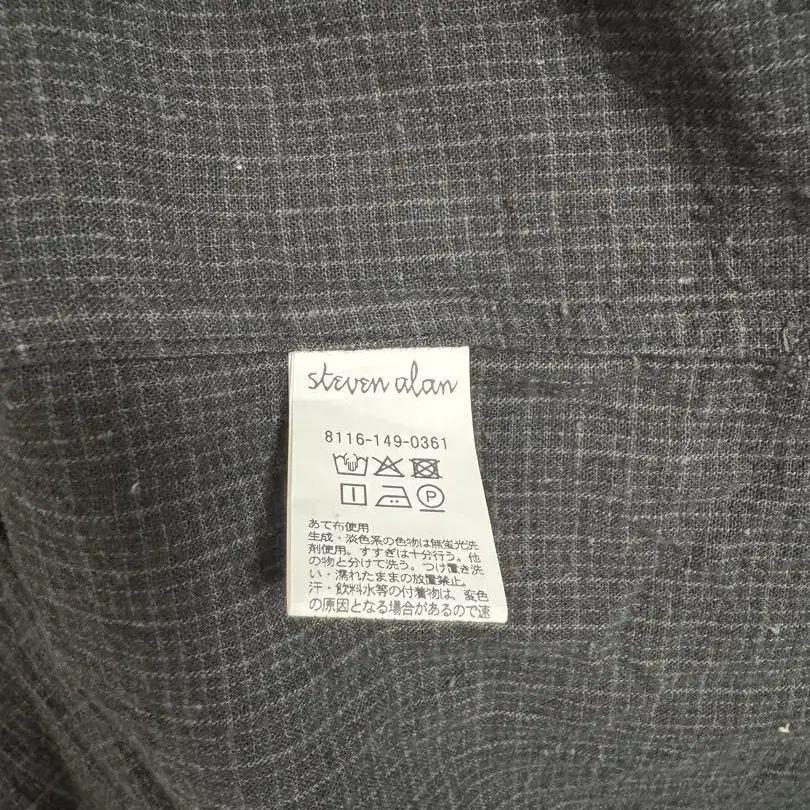 steven alan
8116-149-0361
P
あて布使用
生成・淡色系の色物は無蛍光洗
剤使用。すすぎは十分行う。他
の物と分けて洗う。つけ置き洗
い・濡れたままの放置禁止。
汗・飲料水等の付着物は、変色
の原因となる場合があるので速